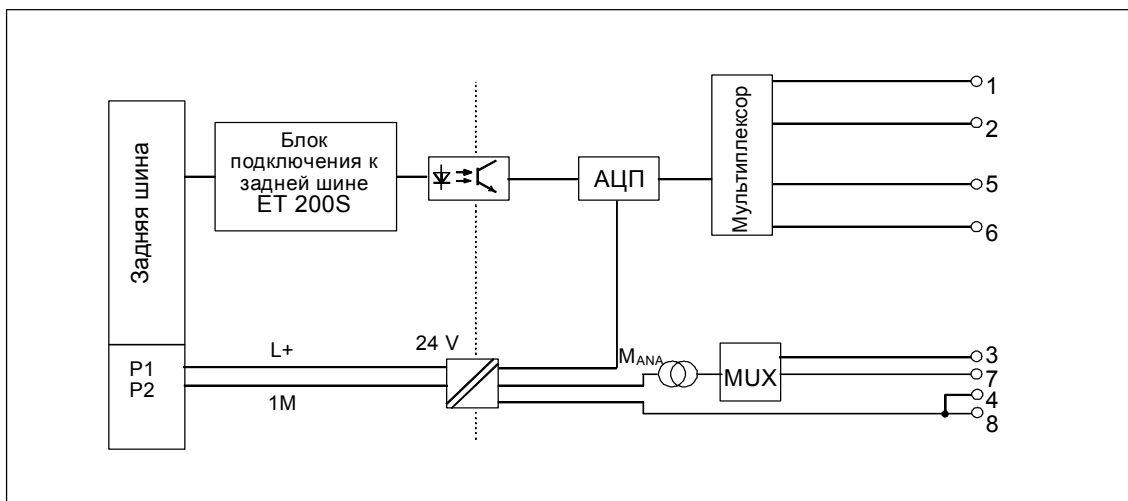 Задняя шина
Блок
подключения к
задней шине
ET 200S
АЦП
Мультиплексор
1
2
5
6
P1
P2
L+
1M
24 V
MANA
MUX
3
7
4
8